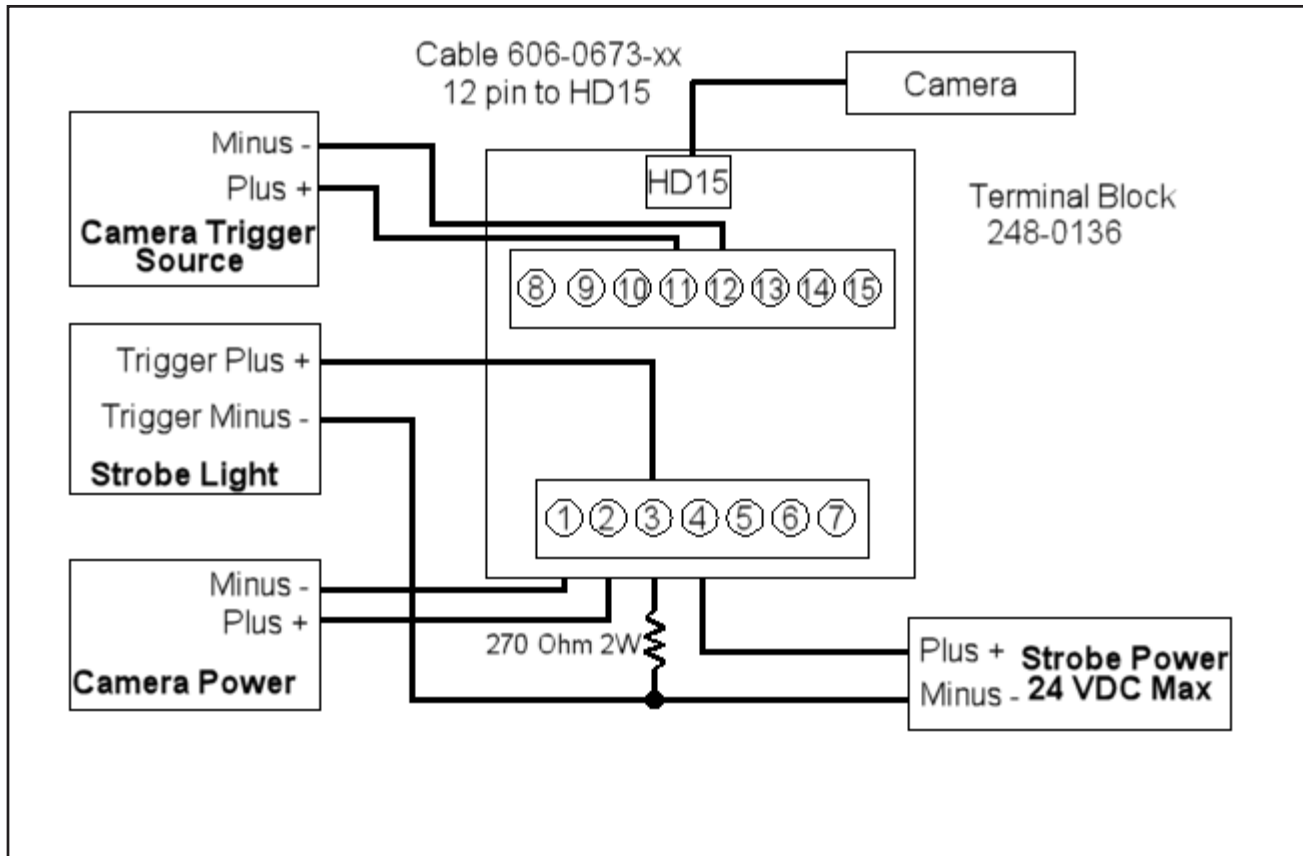 Cable 606-0673-xx
12 pin to HD15
Camera
Minus -
Plus +
Camera Trigger
Source
HD15
Terminal Block
248-0136
8 9 10 11 12 13 14 15
Trigger Plus +
Trigger Minus -
Strobe Light
1 2 3 4 5 6 7
Minus -
Plus +
Camera Power
270 Ohm 2W
Plus +
Minus -
Strobe Power
24 VDC Max